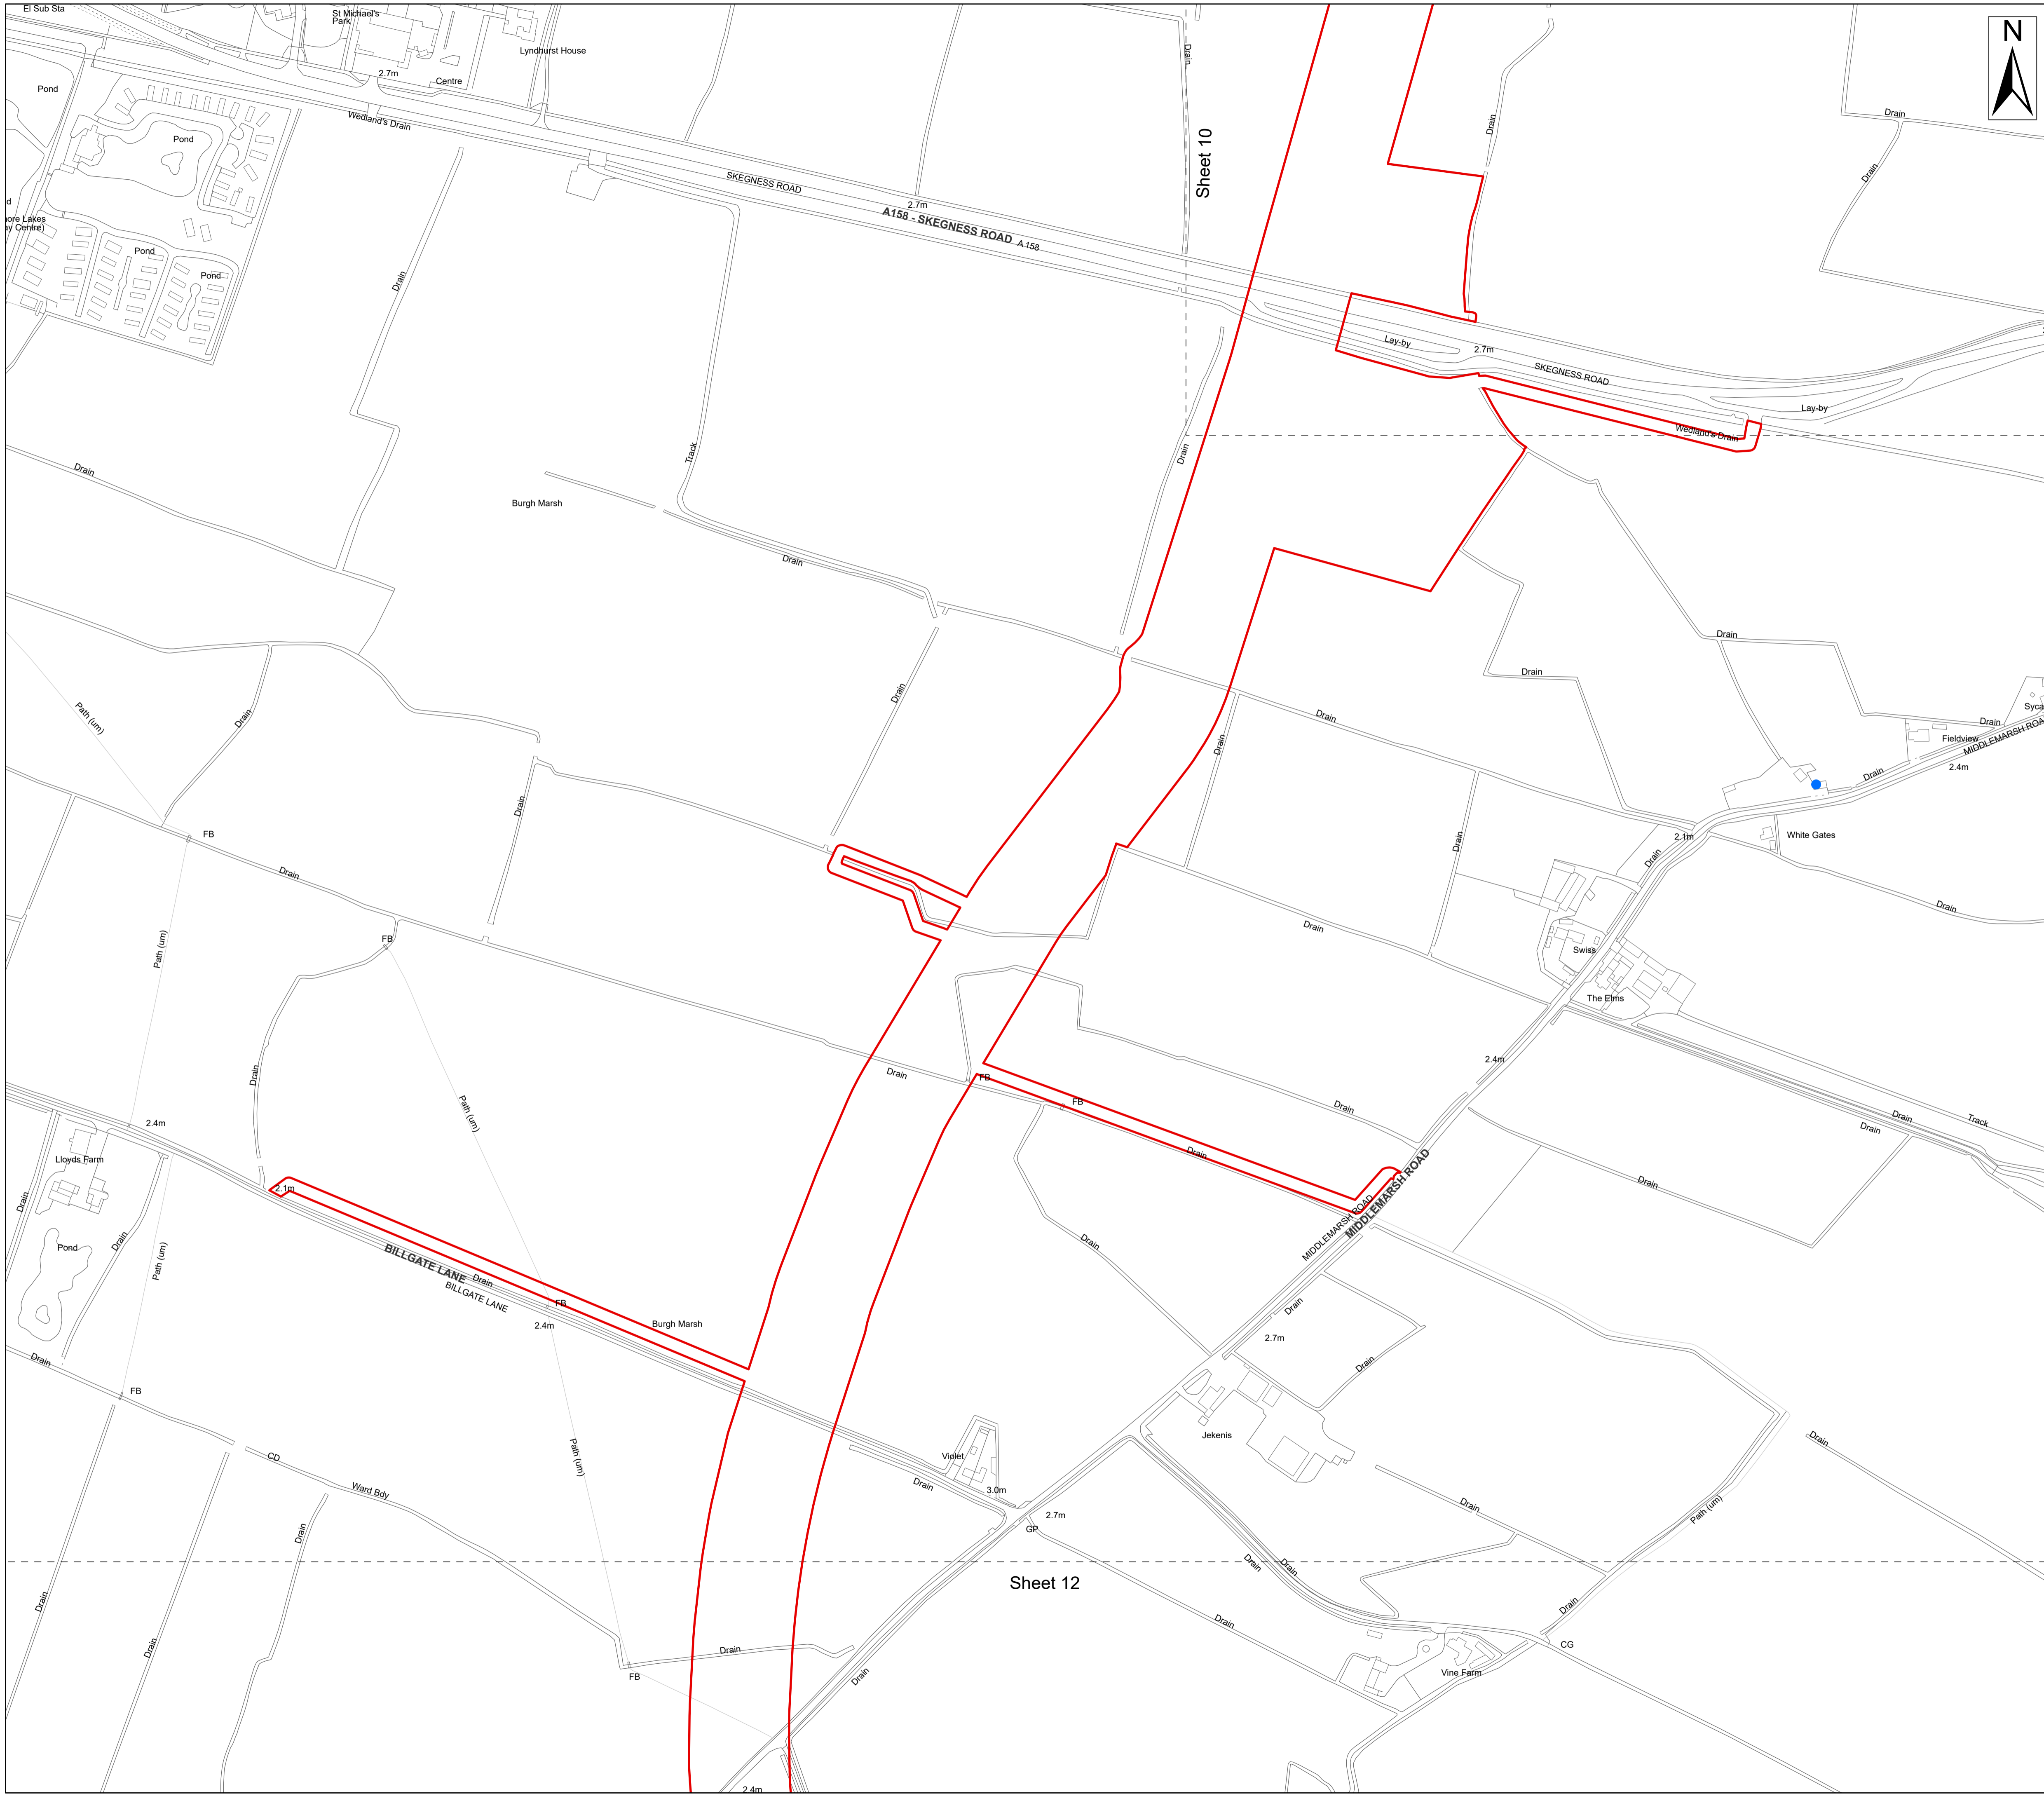 El Sub Sta
St Michael's
Park
Lyndhurst House
N
Pond
2.7m
Centre
Drain
Wedland's Drain
Pond
Drain
Drain
Sheet 10
SKEGNESS ROAD
Drain
2.7m
A158 - SKEGNESS ROAD
A 158
ore Lakes
ay Centre)
Pond
Pond
Drain
Lay-by
2.7m
SKEGNESS ROAD
Lay-by
Wedland's Drain
Track
Drain
Drain
Burgh Marsh
Drain
Drain
Drain
Drain
Path (um)
Drain
Drain
Drain
Syca
Drain
MIDDLEMARSH ROA
Fieldview
2.4m
Drain
Drain
FB
2.1m
White Gates
Drain
Drain
Drain
Drain
Drain
FB
Path (um)
Swiss
The Elms
2.4m
Drain
FB
Drain
FB
Path (um)
Drain
Drain
Track
Drain
2.4m
Lloyds Farm
Drain
MIDDLEMARSH ROAD
MIDDLEMARSH ROAD
Drain
2.1m
Drain
Drain
Pond
Path (um)
BILLGATE LANE
Drain
BILLGATE LANE
FB
2.4m
Burgh Marsh
Drain
Drain
2.7m
Drain
Drain
FB
CD
Ward Bdy
Path (um)
Violet
Drain
3.0m
Jekenis
Drain
Drain
Path (um)
2.7m
GP
Drain
Drain
Drain
Sheet 12
Drain
Drain
Drain
Drain
Drain
FB
Drain
CG
Vine Farm
2.4m